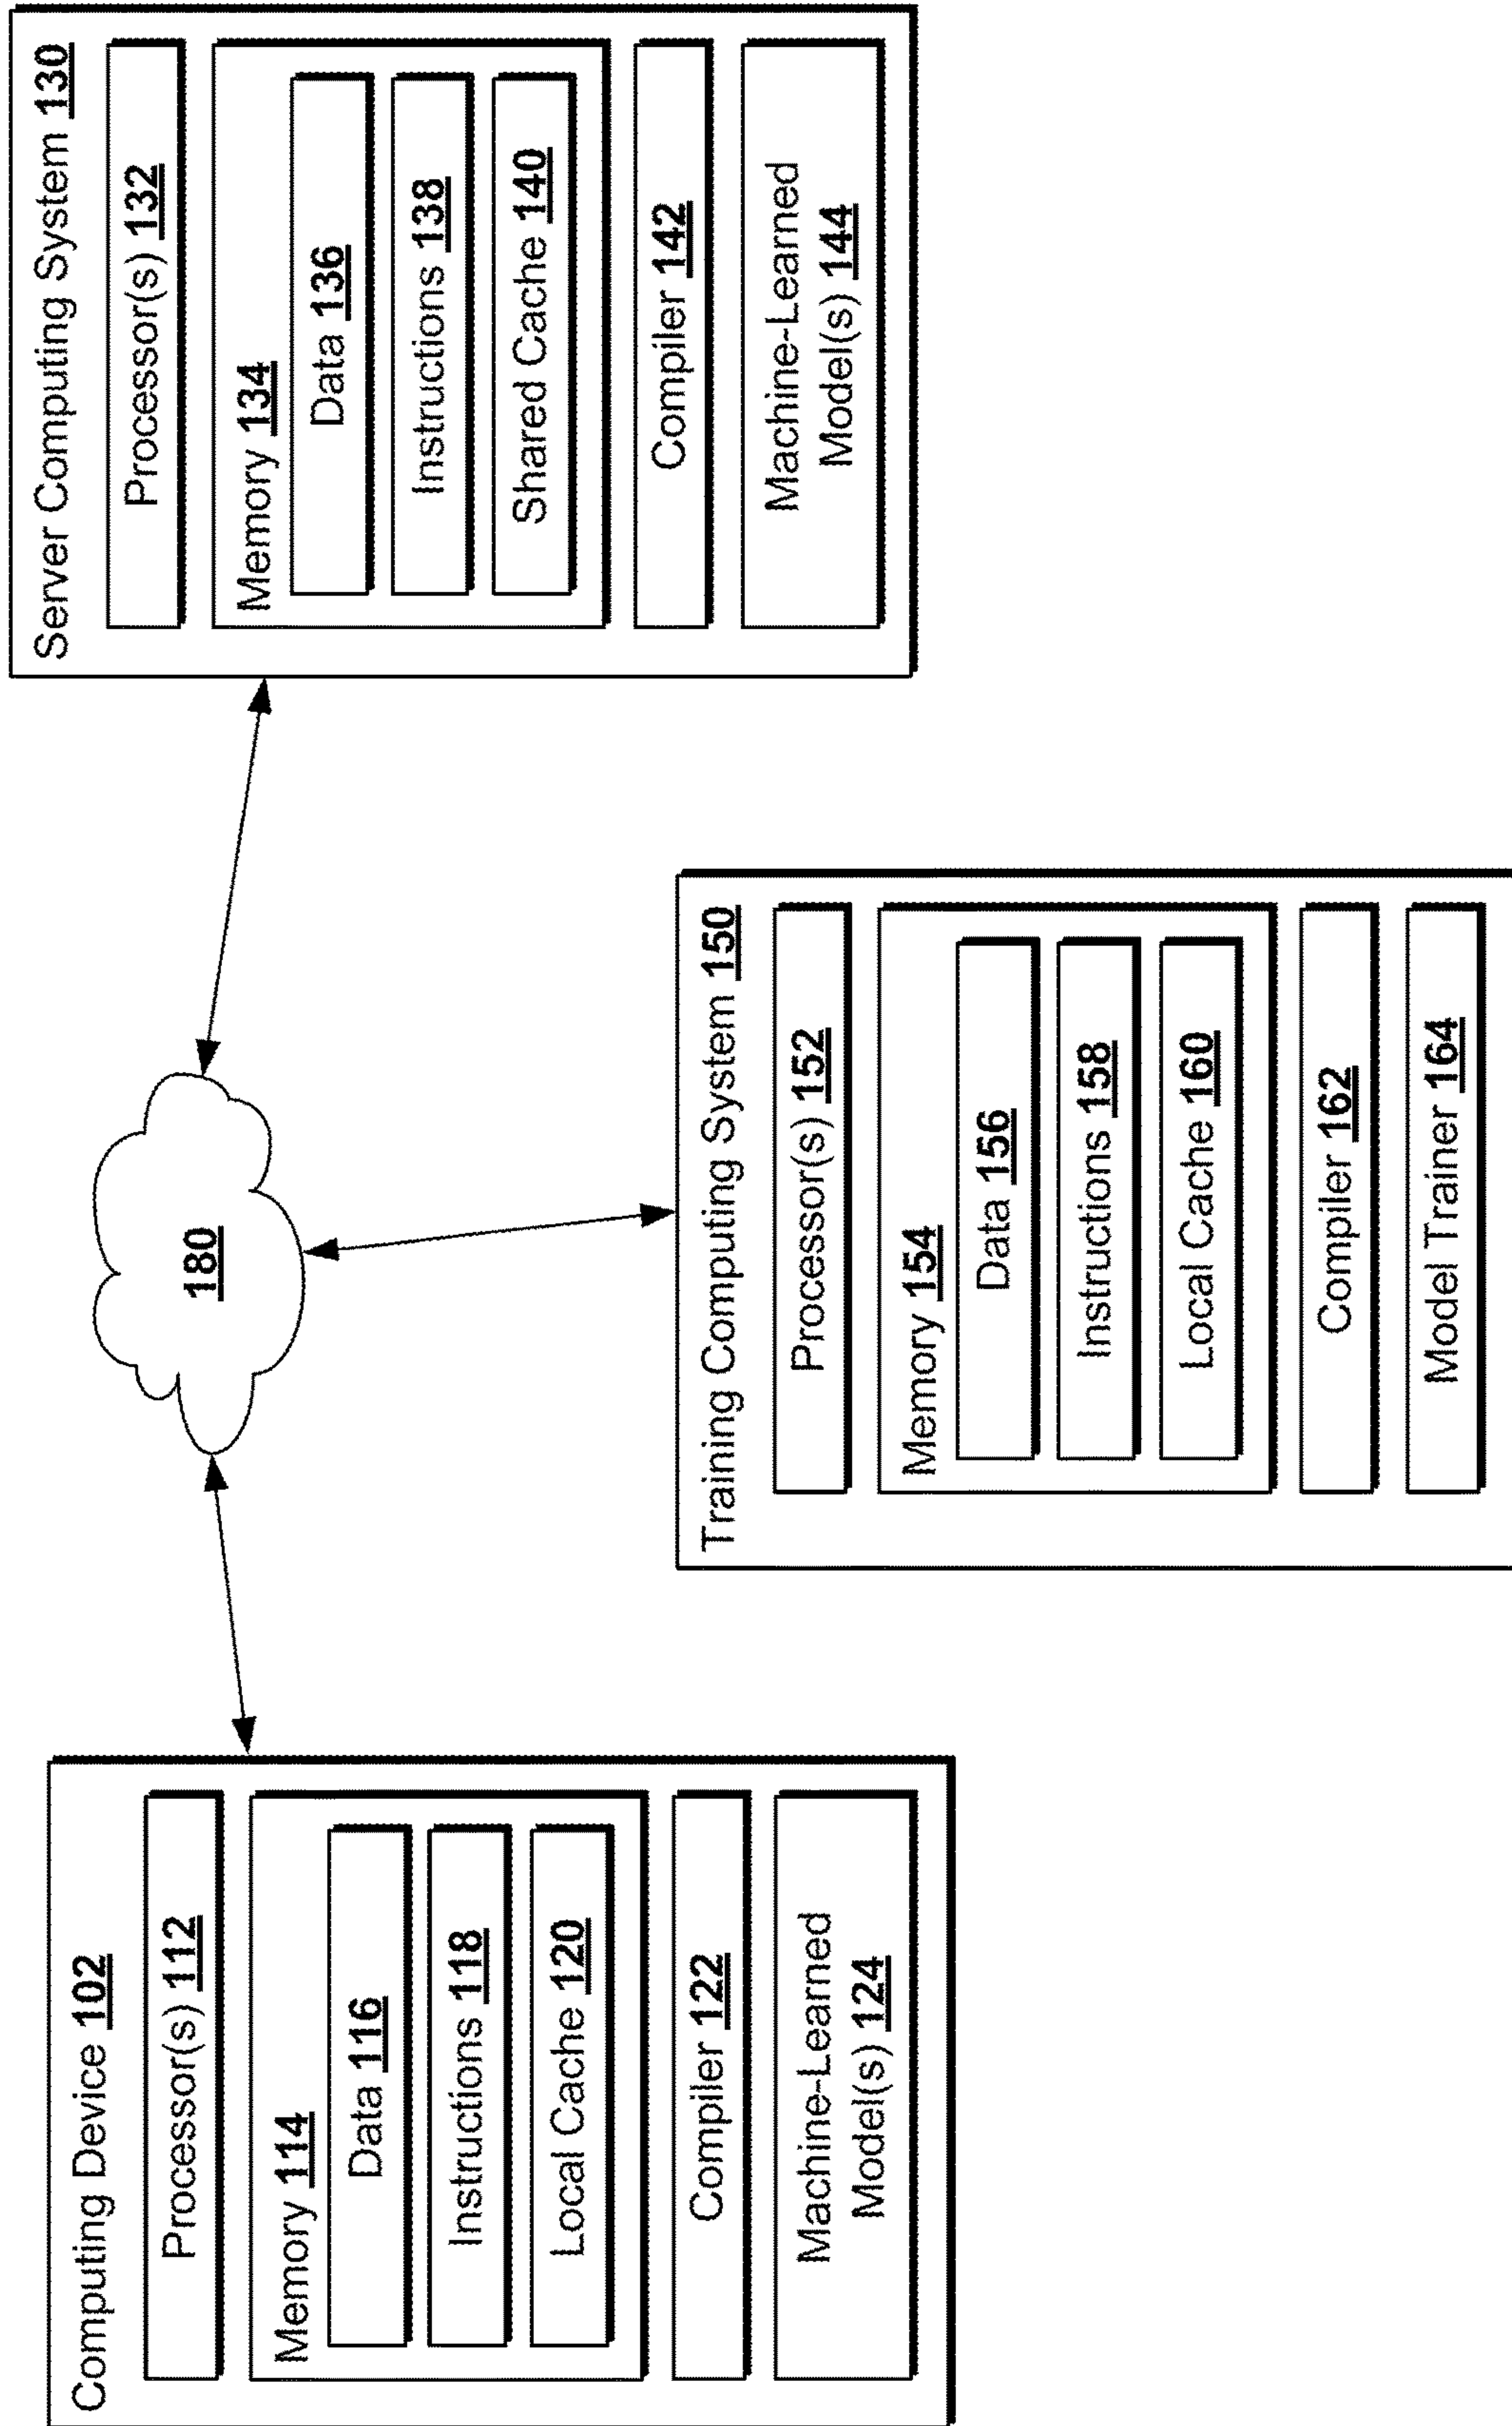 Computing Device 102
Processor(s) 112
Memory 114
Data 116
Instructions 118
Local Cache 120
Compiler 122
Machine-Learned
Model(s) 124
180
Training Computing System 150
Processor(s) 152
Memory 154
Data 156
Instructions 158
Local Cache 160
Compiler 162
Model Trainer 164
Server Computing System 130
Processor(s) 132
Memory 134
Data 136
Instructions 138
Shared Cache 140
Compiler 142
Machine-Learned
Model(s) 144